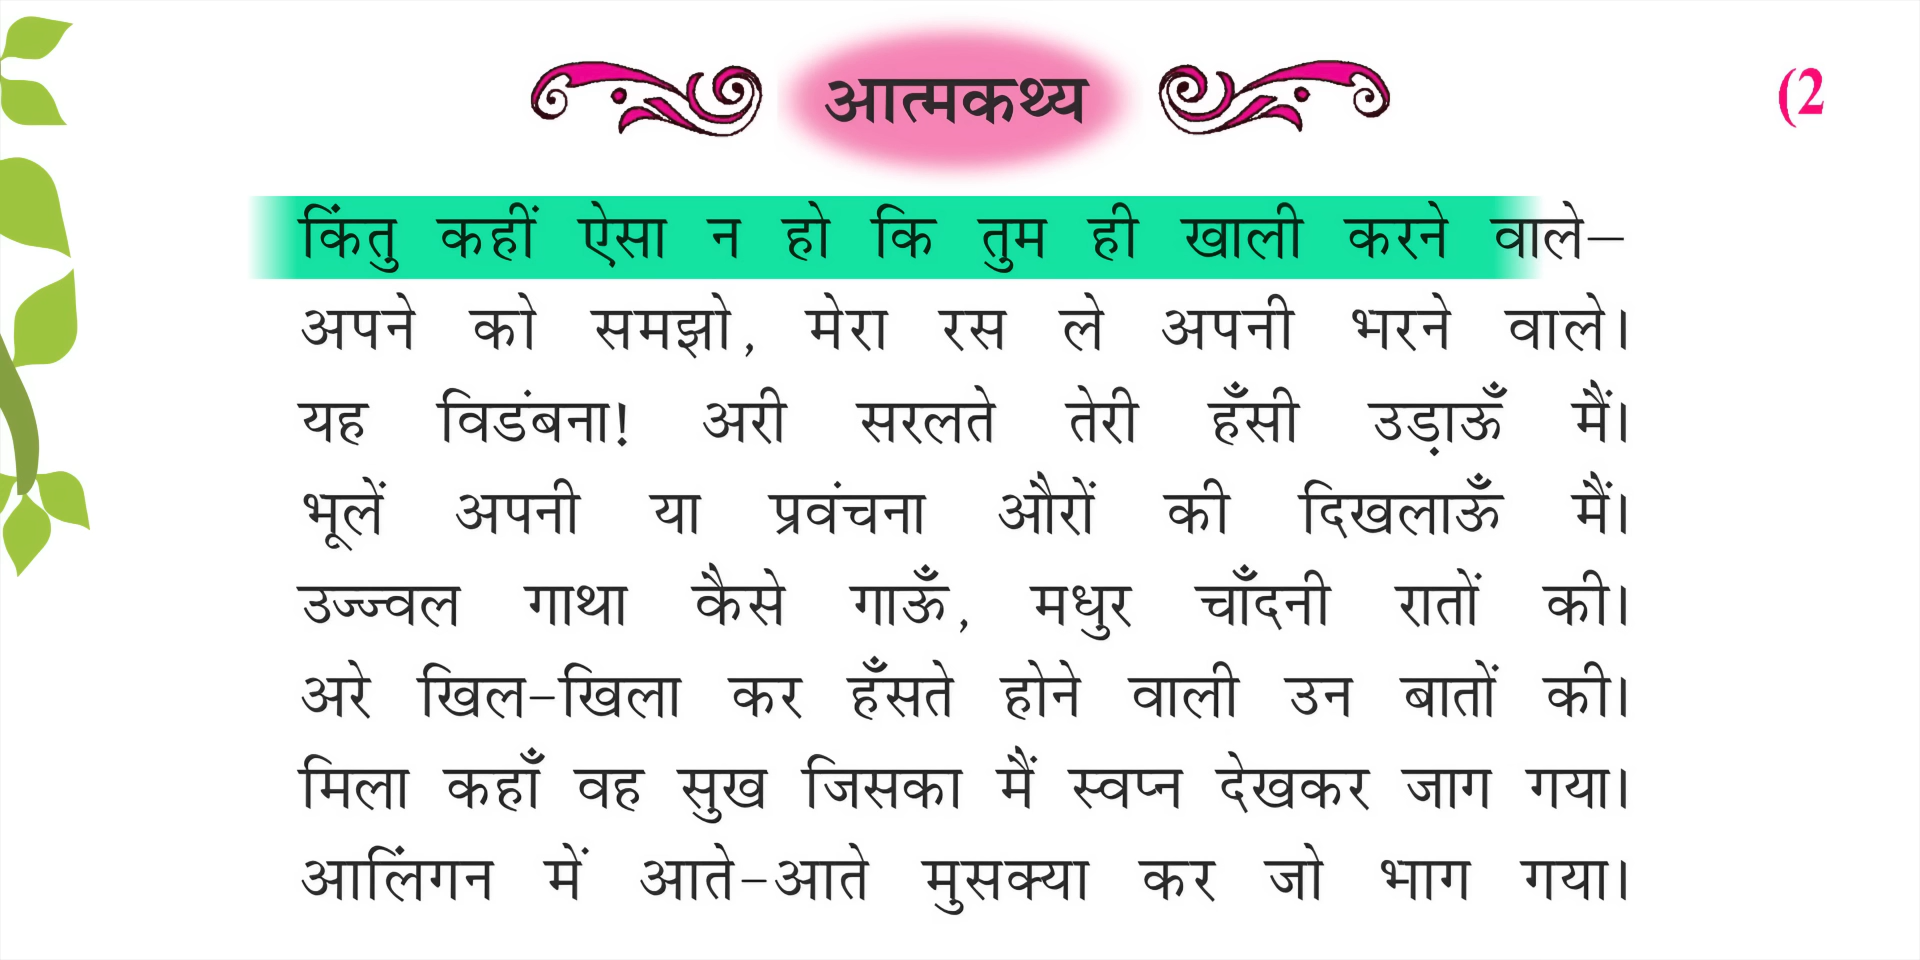 आत्मकथ्य
(2
किंतु कहीं ऐसा न हो कि तुम ही खाली करने वाले–
अपने को समझो, मेरा रस ले अपनी भरने वाले।
यह विडंबना! अरी सरलते तेरी हँसी उड़ाऊँ मैं।
भूलें अपनी या प्रवंचना औरों की दिखलाऊँ मैं।
उज्ज्वल गाथा कैसे गाऊँ, मधुर चाँदनी रातों की।
अरे खिल–खिला कर हँसते होने वाली उन बातों की।
मिला कहाँ वह सुख जिसका मैं स्वप्न देखकर जाग गया।
आलिंगन में आते–आते मुसक्या कर जो भाग गया।